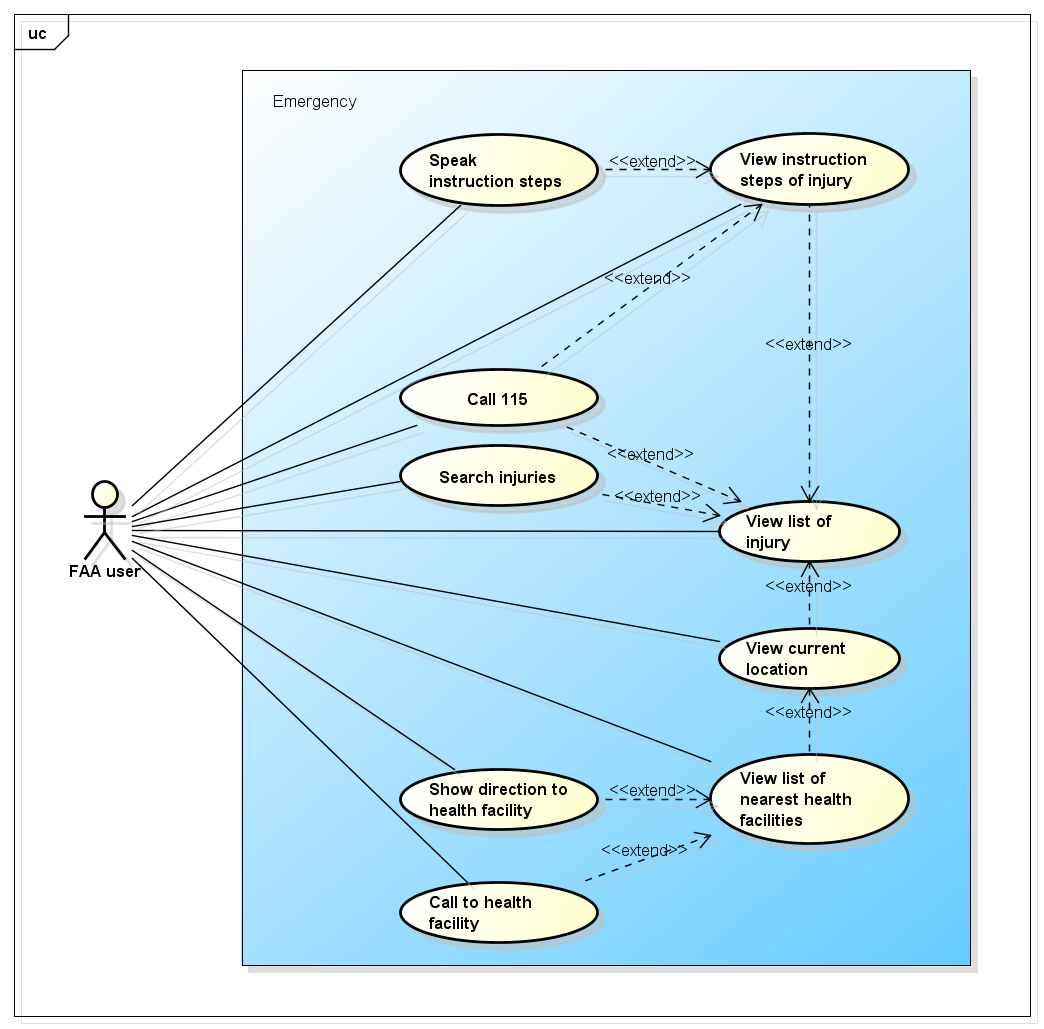 uc
Emergency
Speak
instruction steps
<<extend>>
View instruction
steps of injury
<<extend>>
<<extend>>
Call 115
<<extend>>
Search injuries
<<extend>>
View list of
injury
FAA user
<<extend>>
View current
location
<<extend>>
Show direction to
health facility
<<extend>>
View list of
nearest health
facilities
<<extend>>
Call to health
facility